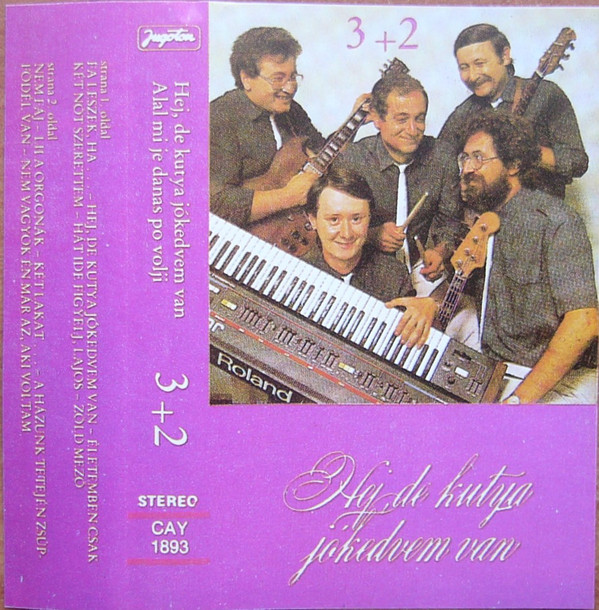 Jugoton
3 + 2
Hej, de kutya
jókedvem van
Roland
Hej, de kutya jókedvem van
Alal mi je danas po volji
3 + 2
STEREO
CAY
1893
strana 1. oldal
FA LESZEK, HA . . . – HEJ, DE KUTYA JÓKEDVEM VAN – ÉLETEMBEN CSAK
KÉT NŐT SZERETTEM – HÁT IDE FIGYELJ, LAJOS – ZÖLD MEZŐ
strana 2. oldal
NEM FÁJ – LILA ORGONÁK – KÉT LAKAT – A HÁZUNK TETEJÉN ZSÚP-
FÖDÉL VAN – NEM VAGYOK ÉN MÁR AZ, AKI VOLTAM